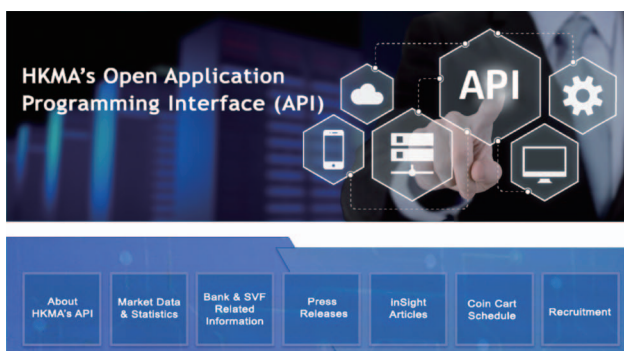 HKMA's Open Application
Programming Interface (API)
API
About
HKMA's API
Market Data
& Statistics
Bank & SVF
Related
Information
Press
Releases
inSight
Articles
Coin Cart
Schedule
Recruitment